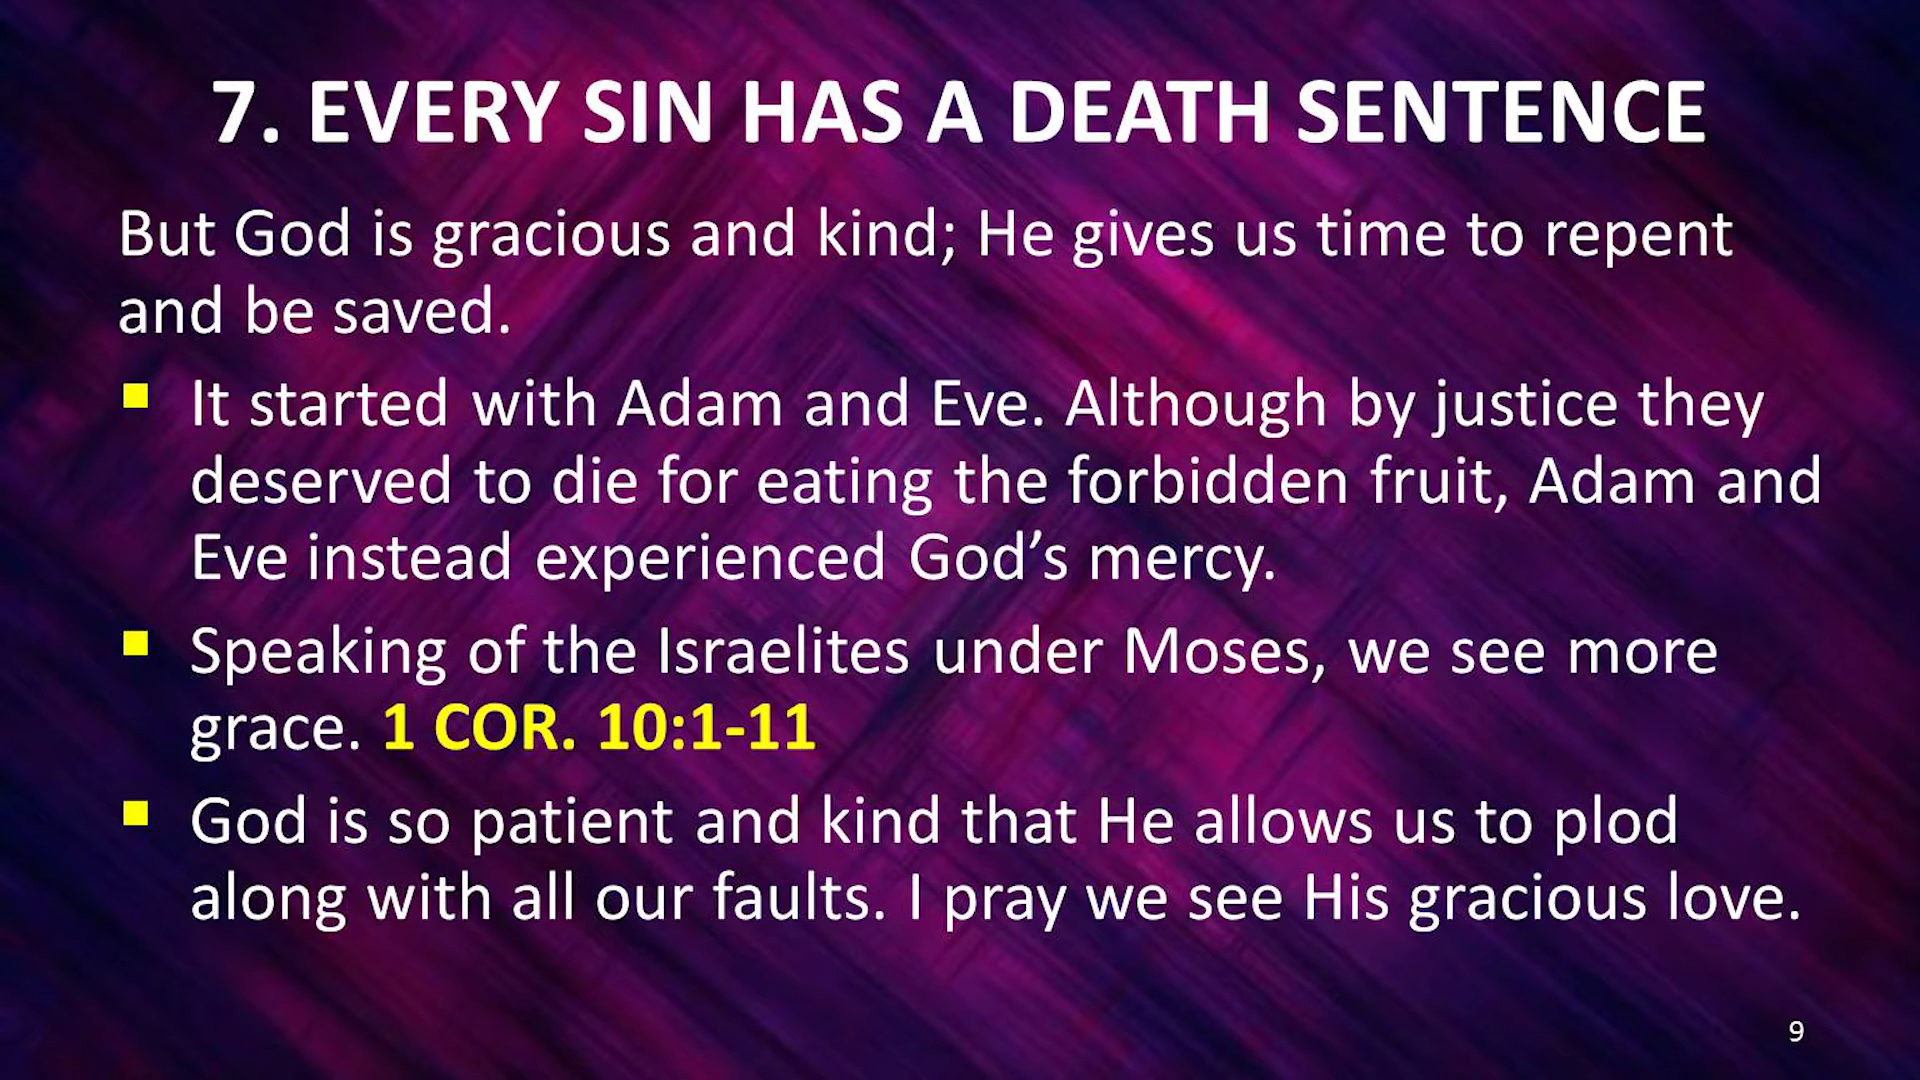 7. EVERY SIN HAS A DEATH SENTENCE
But God is gracious and kind; He gives us time to repent
and be saved.
▪ It started with Adam and Eve. Although by justice they
deserved to die for eating the forbidden fruit, Adam and
Eve instead experienced God’s mercy.
▪ Speaking of the Israelites under Moses, we see more
grace. 1 COR. 10:1-11
▪ God is so patient and kind that He allows us to plod
along with all our faults. I pray we see His gracious love.
9